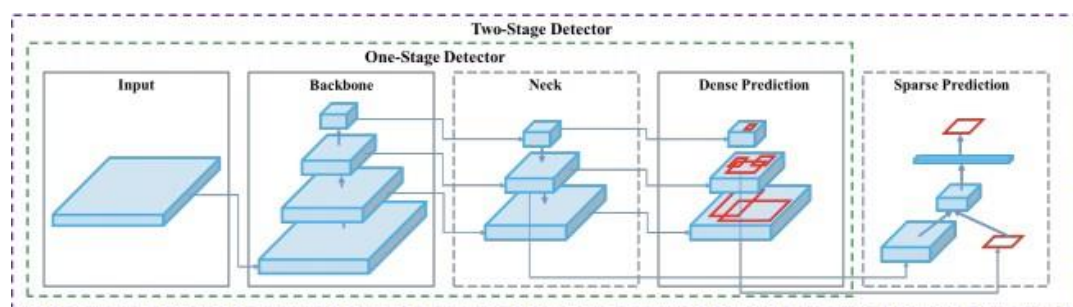 Two-Stage Detector
One-Stage Detector
Input
Backbone
Neck
Dense Prediction
Sparse Prediction